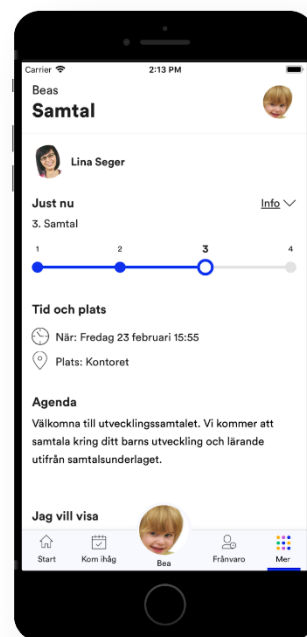 Carrier 2:13 PM
Beas
Samtal
Lina Seger
Just nu Info
3. Samtal
1 2 3 4
Tid och plats
När: Fredag 23 februari 15:55
Plats: Kontoret
Agenda
Välkomna till utvecklingssamtalet. Vi kommer att
samtala kring ditt barns utveckling och lärande
utifrån samtalsunderlaget.
Jag vill visa
Start Kom ihåg Bea Frånvaro Mer